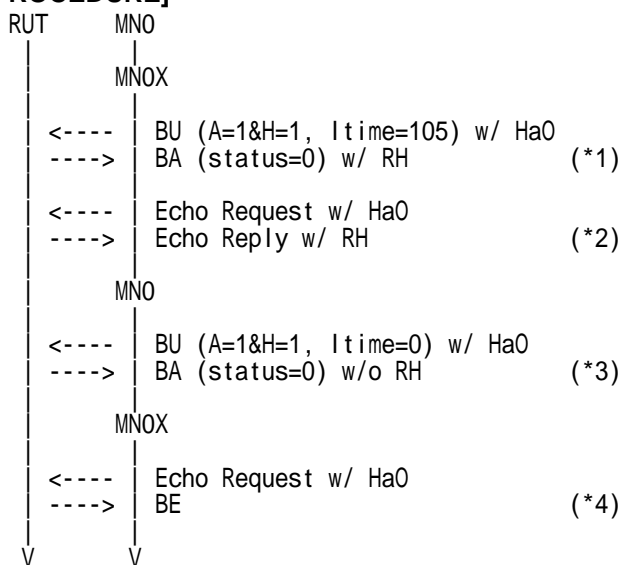 ROCEDURE]
RUT MN0
MN0X
<---- BU (A=1&H=1, ltime=105) w/ HaO
----> BA (status=0) w/ RH (*1)
<---- Echo Request w/ HaO
----> Echo Reply w/ RH (*2)
MN0
<---- BU (A=1&H=1, ltime=0) w/ HaO
----> BA (status=0) w/o RH (*3)
MN0X
<---- Echo Request w/ HaO
----> BE (*4)
V V